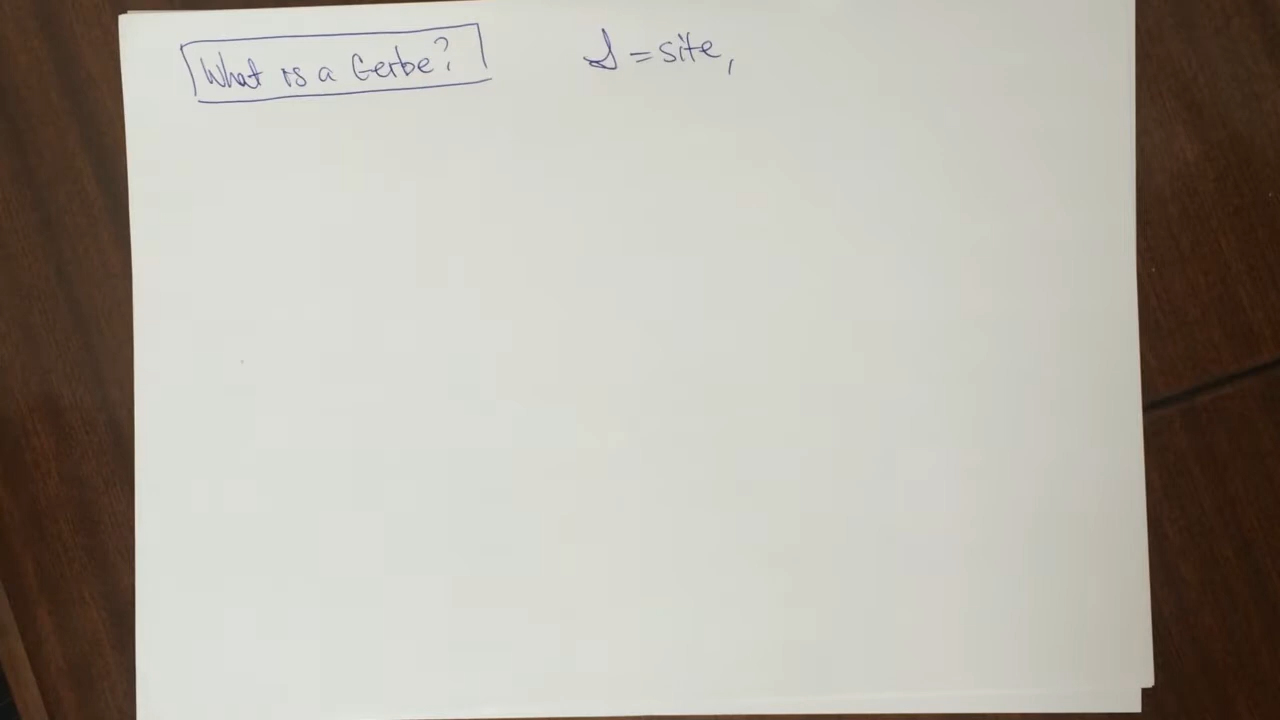 What is a Gerbe?
S = site,